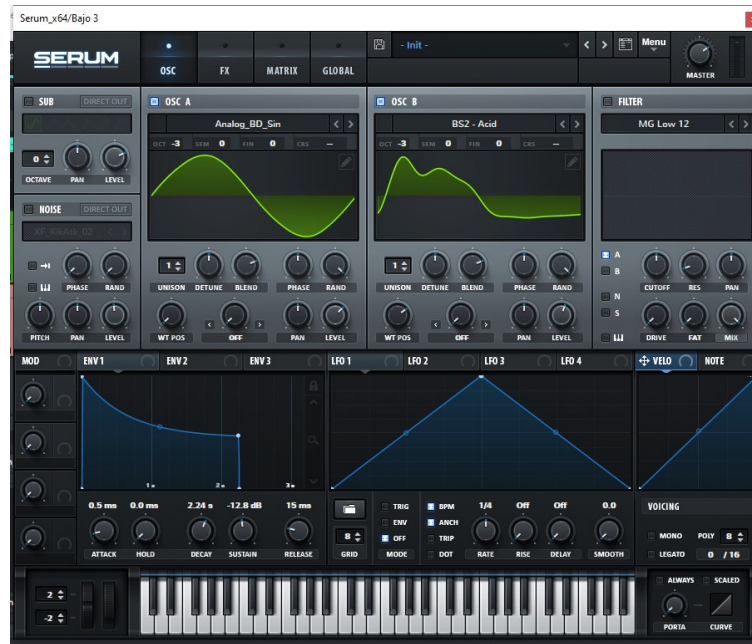 Serum_x64/Bajo 3
SERUM
OSC FX MATRIX GLOBAL
- Init -
Menu
MASTER
SUB DIRECT OUT
0
OCTAVE PAN LEVEL
NOISE DIRECT OUT
XF_KikAtk_02
PHASE RAND
PITCH PAN LEVEL
OSC A
Analog_BD_Sin
OCT -3 SEM 0 FIN 0 CRS --
1
UNISON DETUNE BLEND PHASE RAND
WT POS OFF PAN LEVEL
OSC B
BS2 - Acid
OCT -3 SEM 0 FIN 0 CRS --
1
UNISON DETUNE BLEND PHASE RAND
WT POS OFF PAN LEVEL
FILTER
MG Low 12
A
B
N
S
CUTOFF RES PAN
DRIVE FAT MIX
MOD ENV 1 ENV 2 ENV 3 LFO 1 LFO 2 LFO 3 LFO 4 VELO NOTE
1s 2s 3s
0.5 ms 0.0 ms 2.24 s -12.8 dB 15 ms
ATTACK HOLD DECAY SUSTAIN RELEASE
8
GRID
TRIG
ENV
OFF
MODE
BPM
ANCH
TRIP
DOT
1/4 Off Off 0.0
RATE RISE DELAY SMOOTH
VOICING
MONO POLY 8
LEGATO 0 /16
2
-2
ALWAYS SCALED
PORTA CURVE